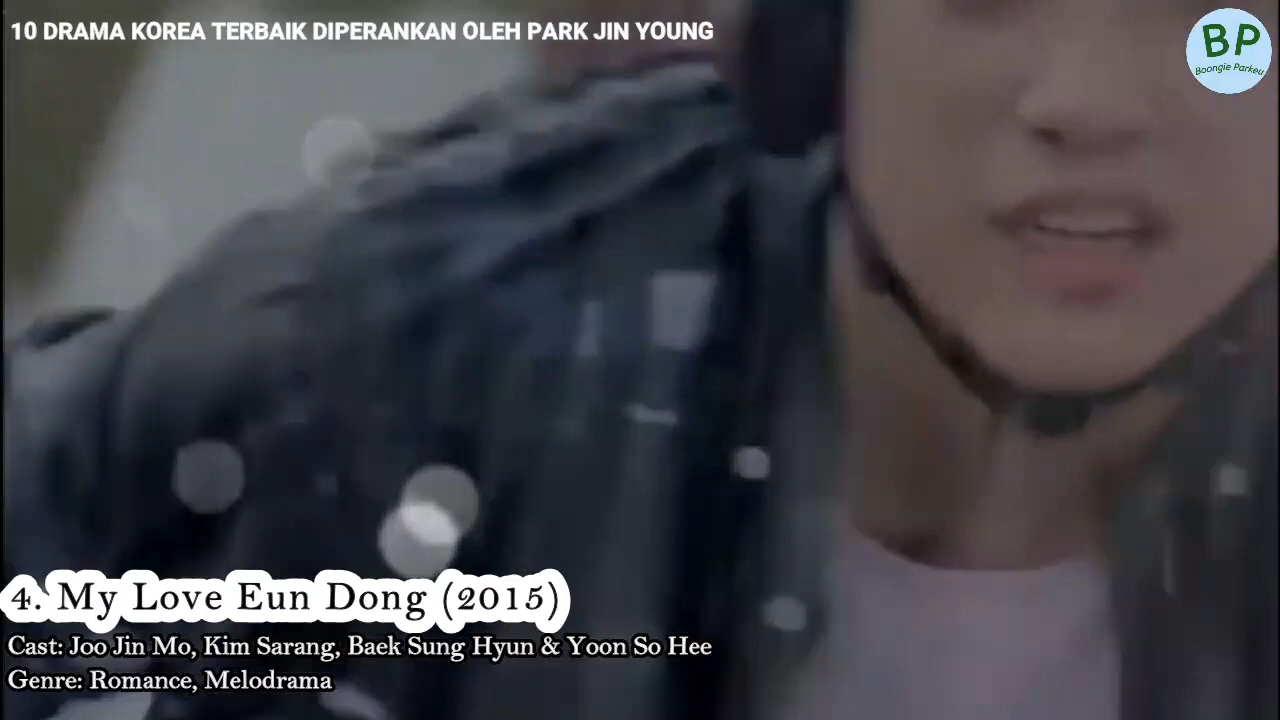 10 DRAMA KOREA TERBAIK DIPERANKAN OLEH PARK JIN YOUNG
BP
Boongie Parkeu
4. My Love Eun Dong (2015)
Cast: Joo Jin Mo, Kim Sarang, Baek Sung Hyun & Yoon So Hee
Genre: Romance, Melodrama